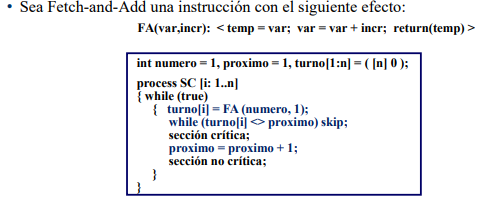 • Sea Fetch-and-Add una instrucción con el siguiente efecto:
FA(var,incr): < temp = var; var = var + incr; return(temp) >
int numero = 1, proximo = 1, turno[1:n] = ( [n] 0 );
process SC [i: 1..n]
{ while (true)
{ turno[i] = FA (numero, 1);
while (turno[i] <> proximo) skip;
sección crítica;
proximo = proximo + 1;
sección no crítica;
}
}